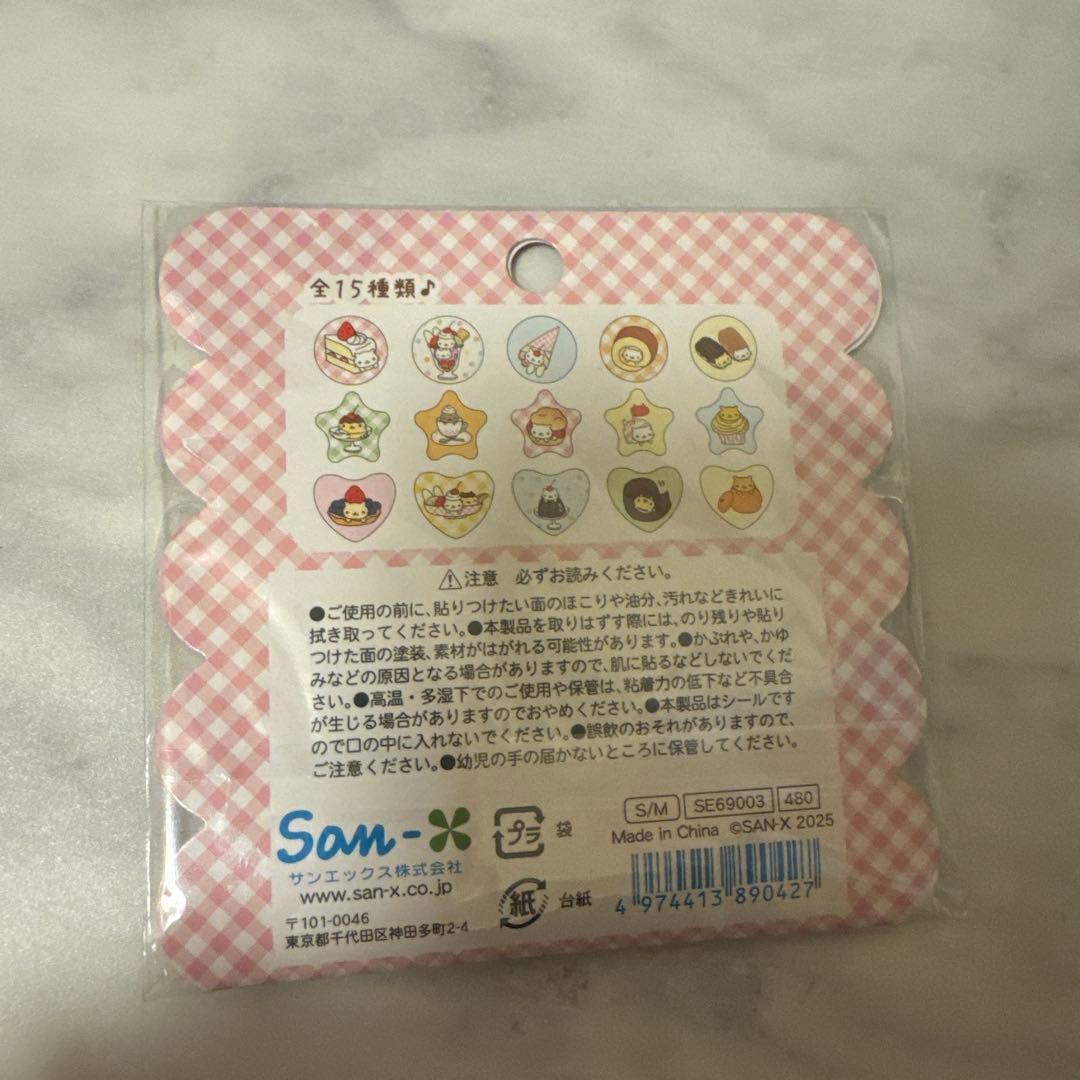 全15種類♪
⚠注意 必ずお読みください。
●ご使用の前に、貼りつけたい面のほこりや油分、汚れなどきれいに
拭き取ってください。●本製品を取りはずす際には、のり残りや貼り
つけた面の塗装、素材がはがれる可能性があります。●かぶれや、かゆ
みなどの原因となる場合がありますので、肌に貼るなどしないでくだ
さい。●高温・多湿下でのご使用や保管は、粘着力の低下など不具合
が生じる場合がありますのでおやめください。●本製品はシールです
ので口の中に入れないでください。●誤飲のおそれがありますので、
ご注意ください。●幼児の手の届かないところに保管してください。
San-X
サンエックス株式会社
www.san-x.co.jp
〒101-0046
東京都千代田区神田多町2-4
プラ 袋
紙 台紙
S/M SE69003 480
Made in China ©SAN-X 2025
4 974413 890427